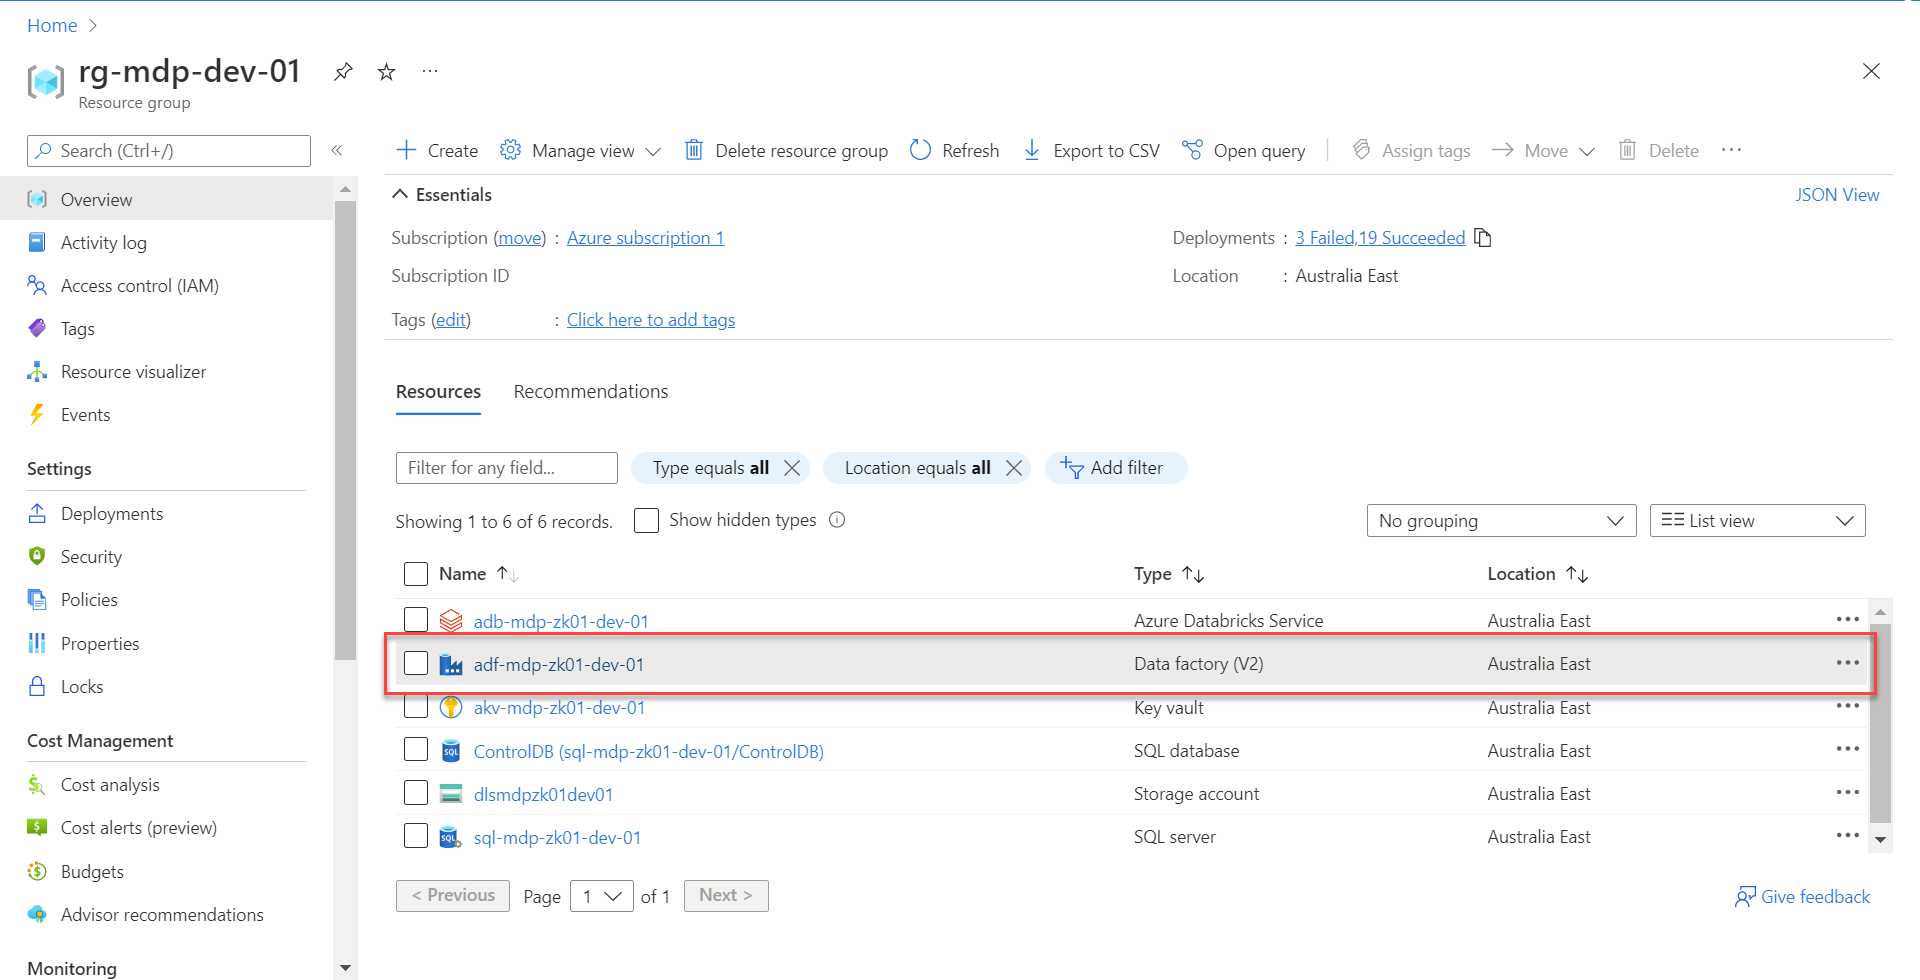 Home
rg-mdp-dev-01
Resource group
Search (Ctrl+/)
Create Manage view Delete resource group Refresh Export to CSV Open query Assign tags Move Delete
Overview
Activity log
Access control (IAM)
Tags
Resource visualizer
Events
Settings
Deployments
Security
Policies
Properties
Locks
Cost Management
Cost analysis
Cost alerts (preview)
Budgets
Advisor recommendations
Monitoring
Essentials JSON View
Subscription (move) : Azure subscription 1 Deployments : 3 Failed,19 Succeeded
Subscription ID Location : Australia East
Tags (edit) : Click here to add tags
Resources Recommendations
Filter for any field... Type equals all Location equals all Add filter
Showing 1 to 6 of 6 records. Show hidden types No grouping List view
Name Type Location
adb-mdp-zk01-dev-01 Azure Databricks Service Australia East
adf-mdp-zk01-dev-01 Data factory (V2) Australia East
akv-mdp-zk01-dev-01 Key vault Australia East
ControlDB (sql-mdp-zk01-dev-01/ControlDB) SQL database Australia East
dlsmdpzk01dev01 Storage account Australia East
sql-mdp-zk01-dev-01 SQL server Australia East
< Previous Page 1 of 1 Next > Give feedback